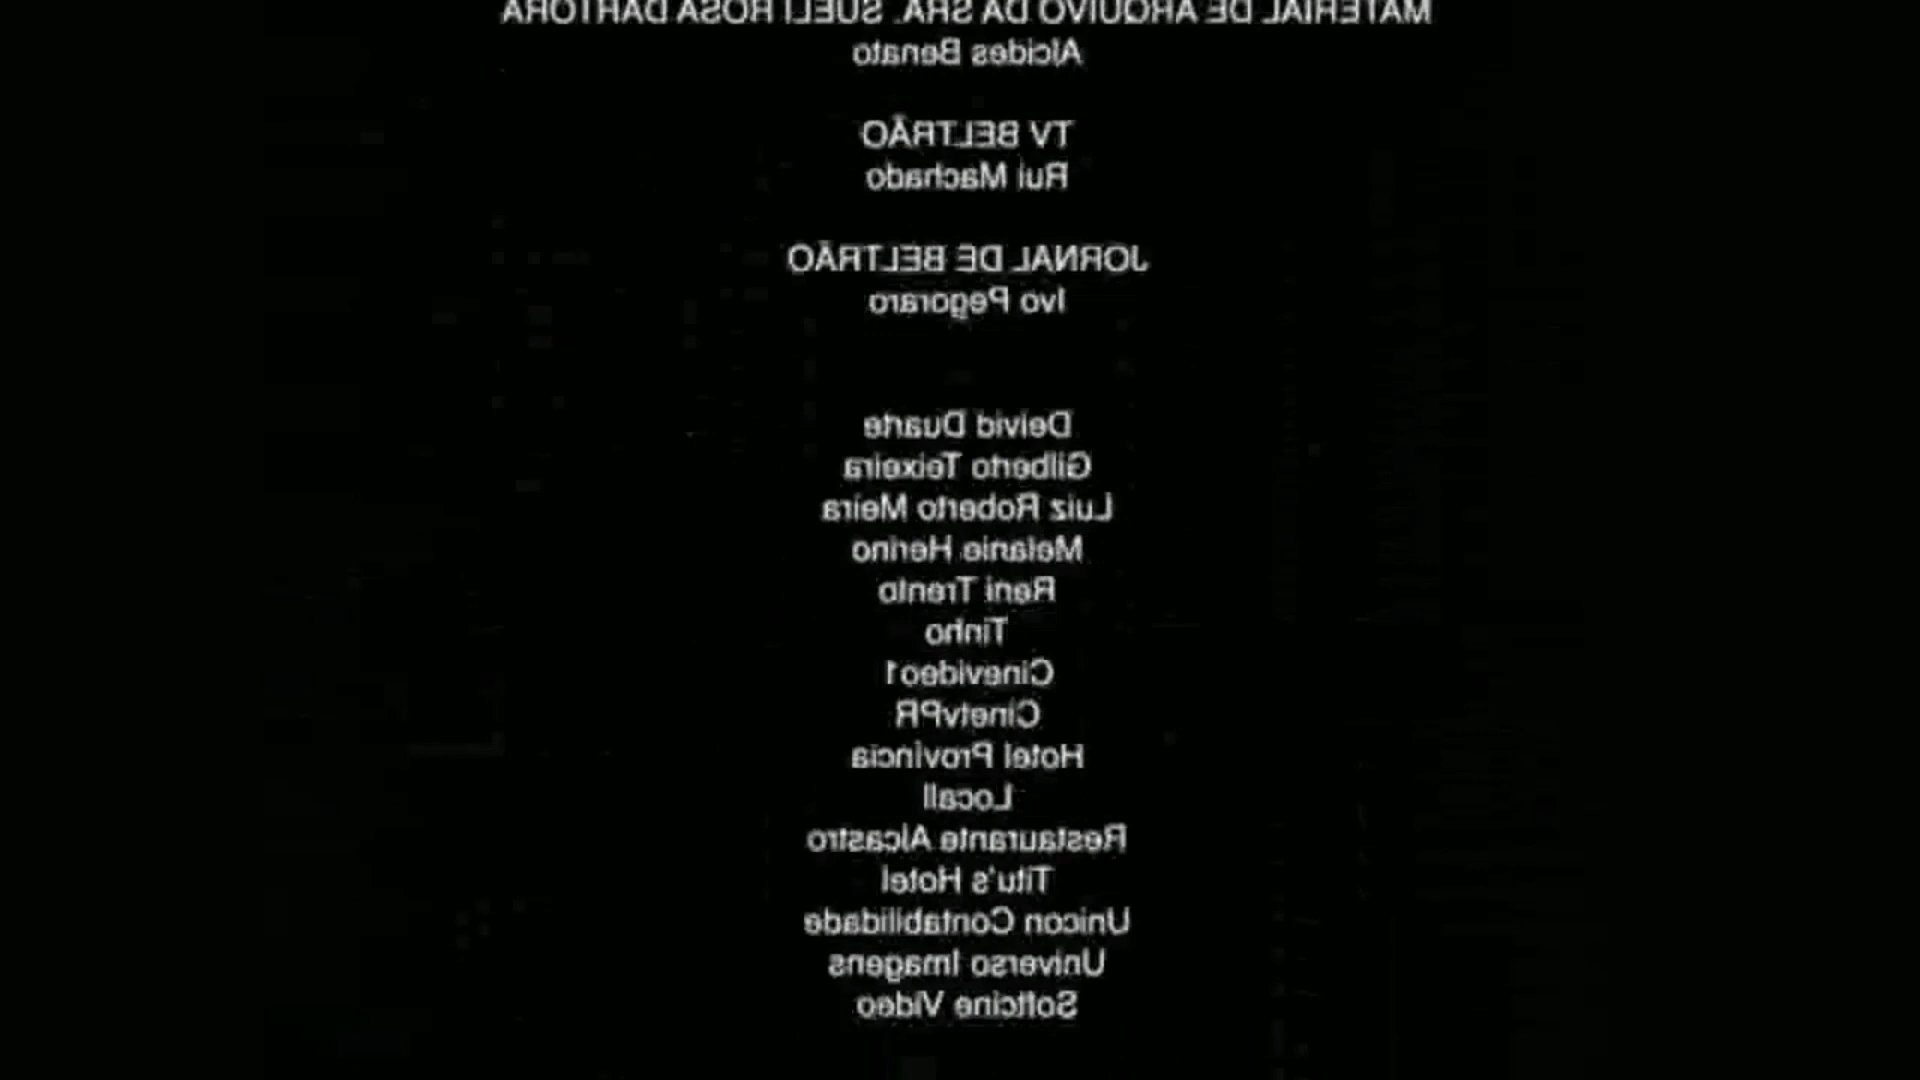 MATERIAL DE ARQUIVO DA SRA. SUELI ROSA DARTORA
Alcides Benato
TV BELTRÃO
Rui Machado
JORNAL DE BELTRÃO
Ivo Pegoraro
Deivid Duarte
Gilberto Teixeira
Luiz Roberto Meira
Melanie Herino
Reni Trento
Tinho
Cinevideo1
CinetvPR
Hotel Província
Locall
Restaurante Alcastro
Titu's Hotel
Unicon Contabilidade
Universo Imagens
Softcine Video